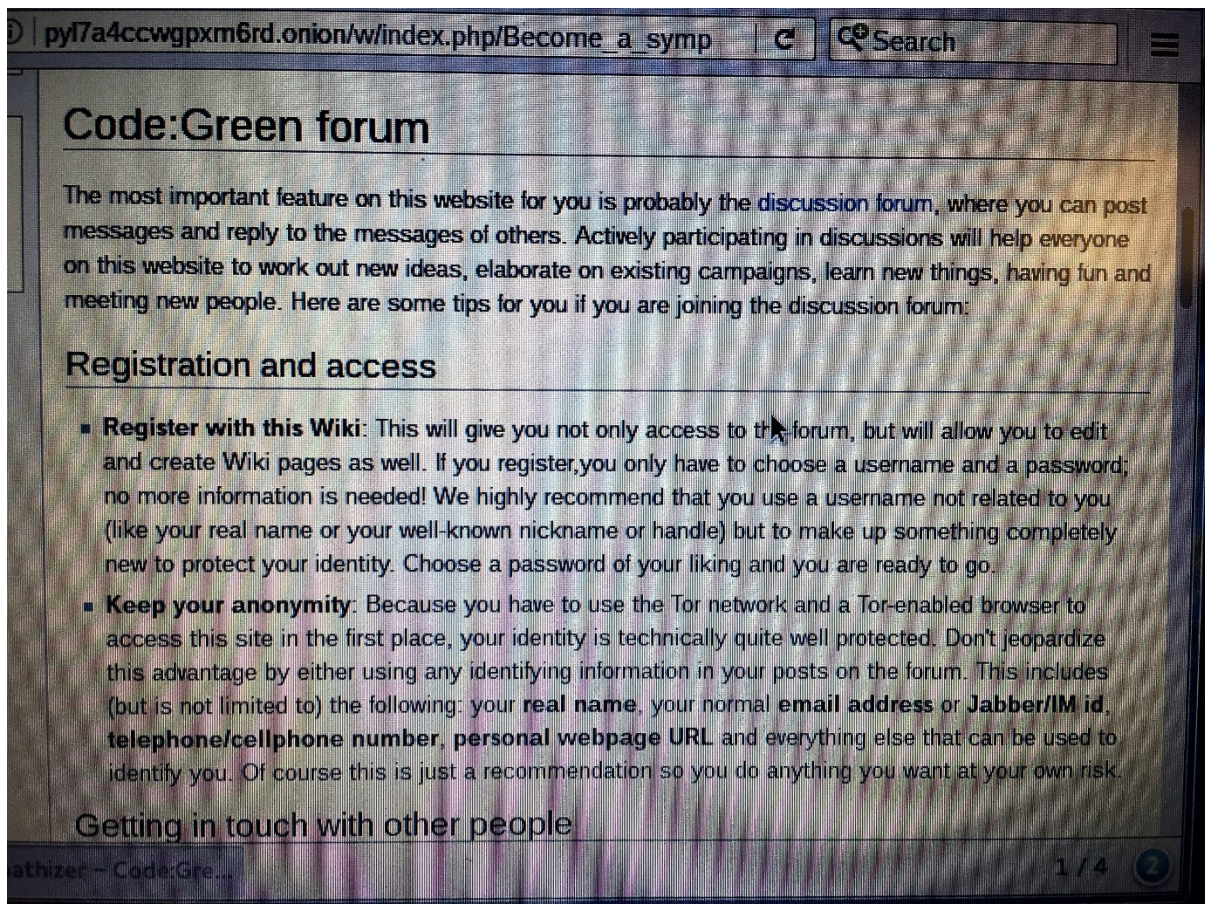 pyl7a4ccwgpxm6rd.onion/w/index.php/Become_a_symp
Search
Code:Green forum
The most important feature on this website for you is probably the discussion forum, where you can post
messages and reply to the messages of others. Actively participating in discussions will help everyone
on this website to work out new ideas, elaborate on existing campaigns, learn new things, having fun and
meeting new people. Here are some tips for you if you are joining the discussion forum:
Registration and access
Register with this Wiki: This will give you not only access to the forum, but will allow you to edit
and create Wiki pages as well. If you register,you only have to choose a username and a password;
no more information is needed! We highly recommend that you use a username not related to you
(like your real name or your well-known nickname or handle) but to make up something completely
new to protect your identity. Choose a password of your liking and you are ready to go.
Keep your anonymity: Because you have to use the Tor network and a Tor-enabled browser to
access this site in the first place, your identity is technically quite well protected. Don't jeopardize
this advantage by either using any identifying information in your posts on the forum. This includes
(but is not limited to) the following: your real name, your normal email address or Jabber/IM id,
telephone/cellphone number, personal webpage URL and everything else that can be used to
identify you. Of course this is just a recommendation so you do anything you want at your own risk.
Getting in touch with other people
athizer – Code:Gre...
1 / 4
2